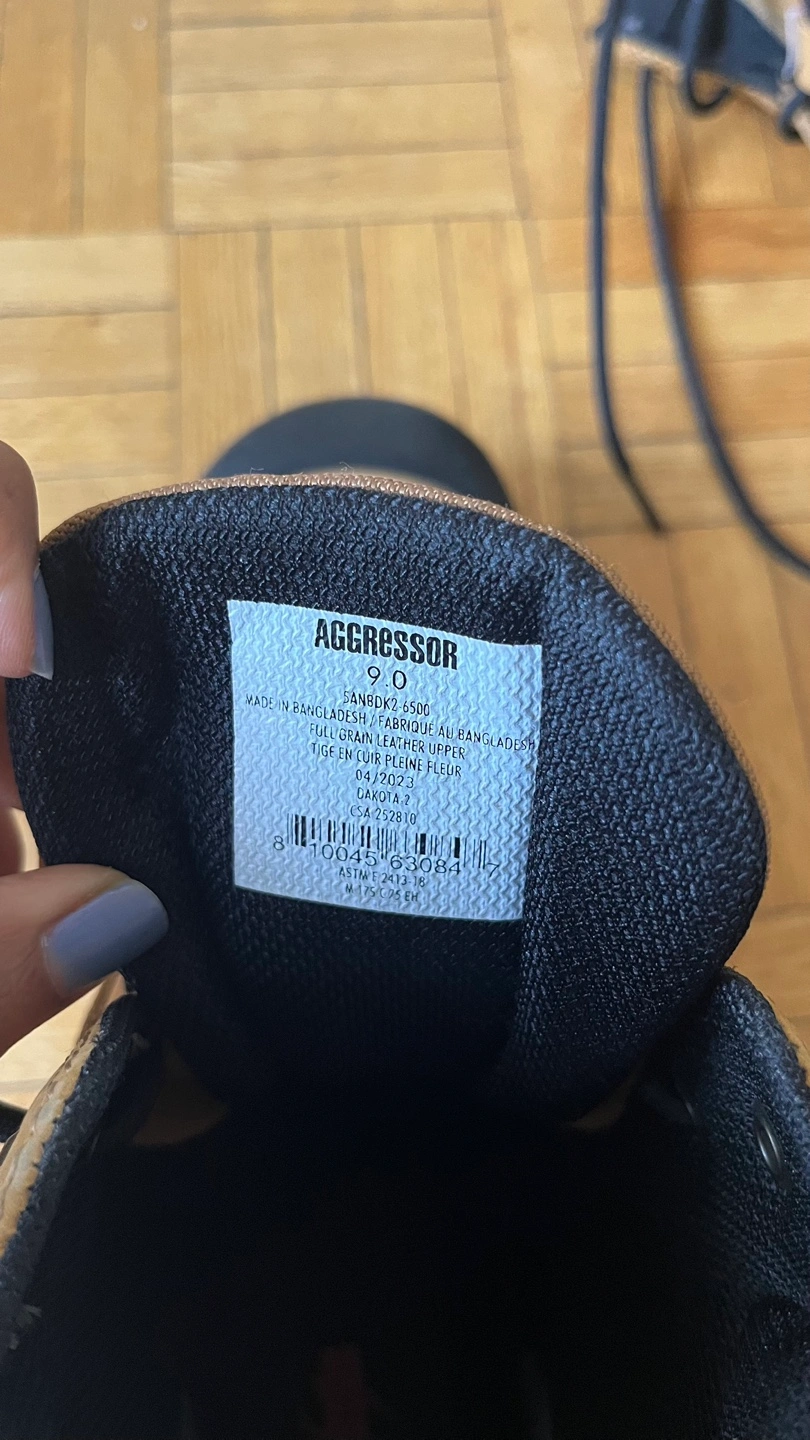 AGGRESSOR
9.0
5ANBDK2-6500
MADE IN BANGLADESH / FABRIQUÉ AU BANGLADESH
FULL GRAIN LEATHER UPPER
TIGE EN CUIR PLEINE FLEUR
04/2023
DAKOTA 2
CSA 252810
8 10045 63084 7
ASTM F 2413-18
M I75 C 75 EH